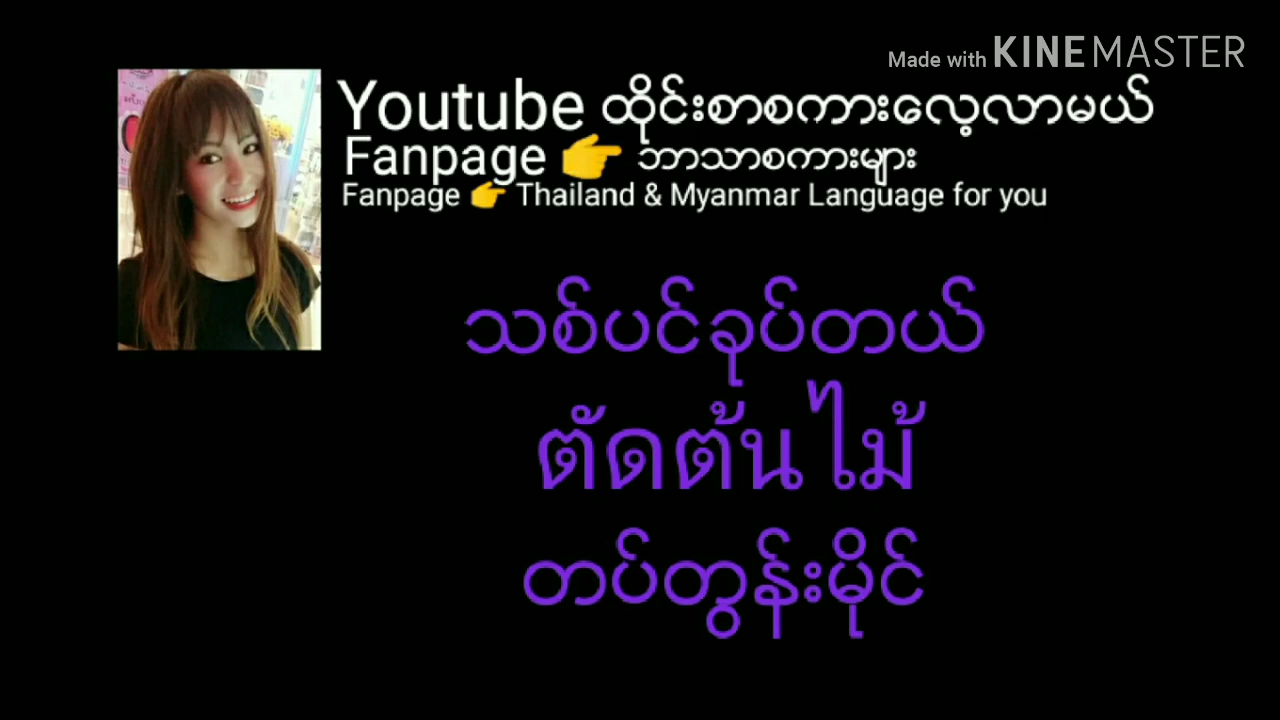 Made with KINEMASTER
Youtube ထိုင်းစာစကားလေ့လာမယ်
Fanpage 👉 ဘာသာစကားများ
Fanpage 👉 Thailand & Myanmar Language for you
သစ်ပင်ခုပ်တယ်
ตัดต้นไม้
တပ်တွန်းမိုင်